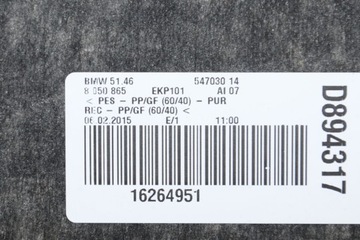 BMW 51.46 547030 14
8 050 865 EKP101 AI 07
< PES - PP/GF (60/40) - PUR
REC - PP/GF (60/40) <
06.02.2015 E/1 11:00
16264951
D894317